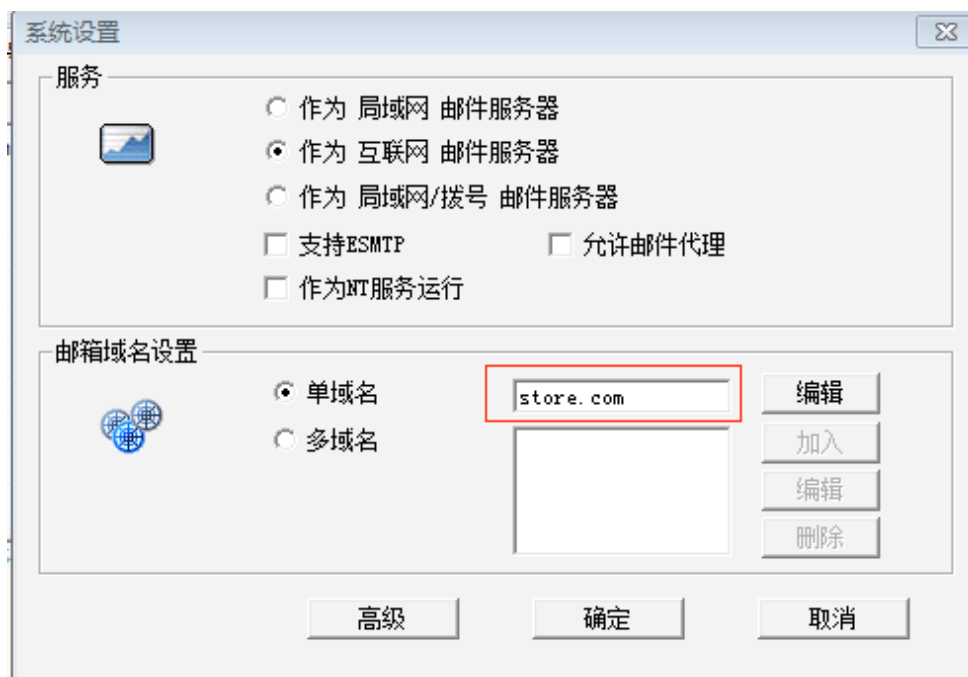 系统设置
服务
作为 局域网 邮件服务器
作为 互联网 邮件服务器
作为 局域网/拨号 邮件服务器
支持ESMTP 允许邮件代理
作为NT服务运行
邮箱域名设置
单域名 store.com 编辑
多域名 加入
编辑
删除
高级 确定 取消